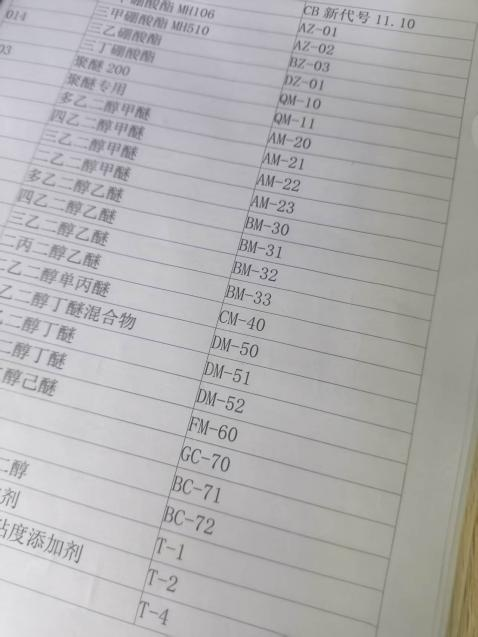 甲硼酸酯 MH106 CB 新代号 11.10
014 三甲硼酸酯 MH510 AZ-01
三乙硼酸酯 AZ-02
03 三丁硼酸酯 BZ-03
聚醚 200 DZ-01
聚醚专用 QM-10
多乙二醇甲醚 QM-11
四乙二醇甲醚 AM-20
三乙二醇甲醚 AM-21
二乙二醇甲醚 AM-22
多乙二醇乙醚 AM-23
四乙二醇乙醚 BM-30
三乙二醇乙醚 BM-31
二丙二醇乙醚 BM-32
乙二醇单丙醚 BM-33
乙二醇丁醚混合物 CM-40
乙二醇丁醚 DM-50
二醇丁醚 DM-51
醇己醚 DM-52
FM-60
GC-70
二醇 BC-71
剂 BC-72
粘度添加剂 T-1
T-2
T-4